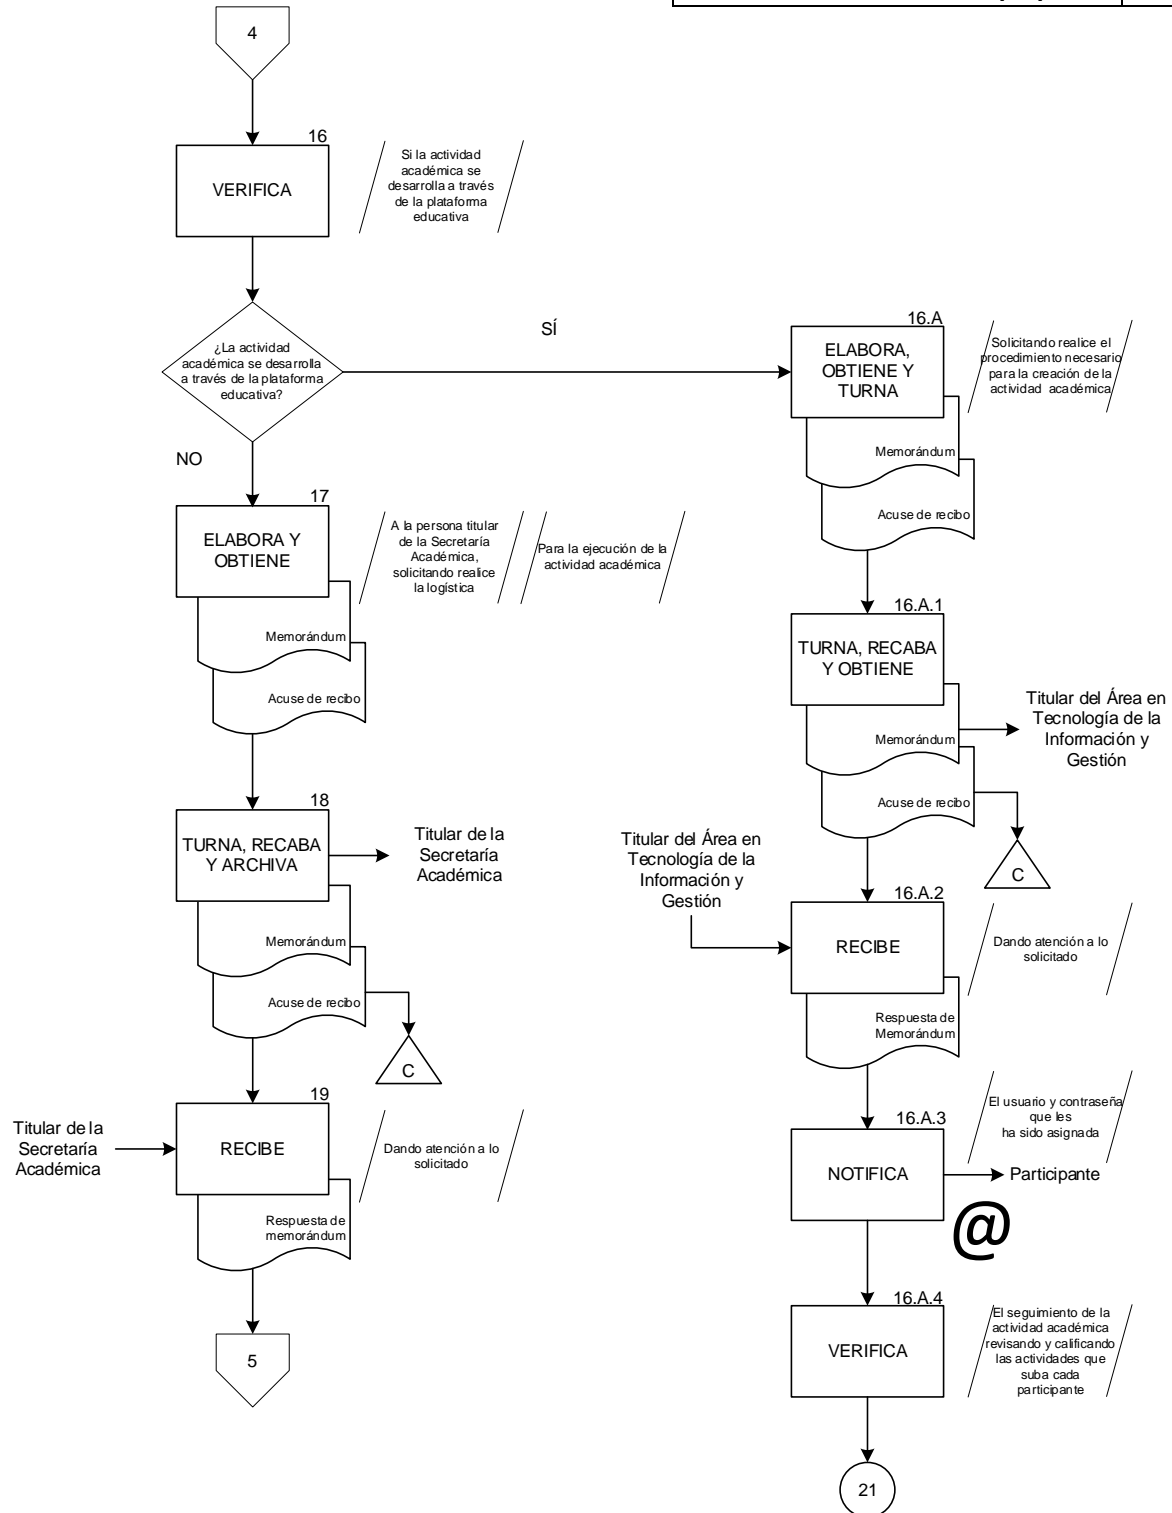 4
16
VERIFICA
Si la actividad
académica se
desarrolla a través
de la plataforma
educativa
¿La actividad
académica se desarrolla
a través de la plataforma
educativa?
SÍ
NO
17
ELABORA Y
OBTIENE
A la persona titular
de la Secretaría
Académica,
solicitando realice
la logística
Para la ejecución de la
actividad académica
Memorándum
Acuse de recibo
18
TURNA, RECABA
Y ARCHIVA
Titular de la
Secretaría
Académica
Memorándum
Acuse de recibo
C
19
Titular de la
Secretaría
Académica
RECIBE
Dando atención a lo
solicitado
Respuesta de
memorándum
5
16.A
ELABORA,
OBTIENE Y
TURNA
Solicitando realice el
procedimiento necesario
para la creación de la
actividad académica
Memorándum
Acuse de recibo
16.A.1
TURNA, RECABA
Y OBTIENE
Titular del Área en
Tecnología de la
Información y
Gestión
Memorándum
Acuse de recibo
C
Titular del Área en
Tecnología de la
Información y
Gestión
16.A.2
RECIBE
Dando atención a lo
solicitado
Respuesta de
Memorándum
16.A.3
El usuario y contraseña
que les
ha sido asignada
NOTIFICA
Participante
@
16.A.4
VERIFICA
El seguimiento de la
actividad académica
revisando y calificando
las actividades que
suba cada
participante
21